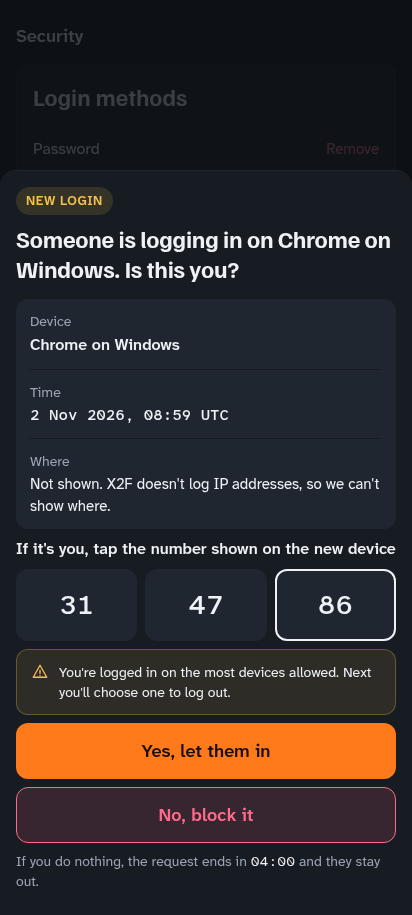 Security
Login methods
Password
Remove
NEW LOGIN
Someone is logging in on Chrome on
Windows. Is this you?
Device
Chrome on Windows
Time
2 Nov 2026, 08:59 UTC
Where
Not shown. X2F doesn't log IP addresses, so we can't
show where.
If it's you, tap the number shown on the new device
31
47
86
You're logged in on the most devices allowed. Next
you'll choose one to log out.
Yes, let them in
No, block it
If you do nothing, the request ends in 04:00 and they stay
out.